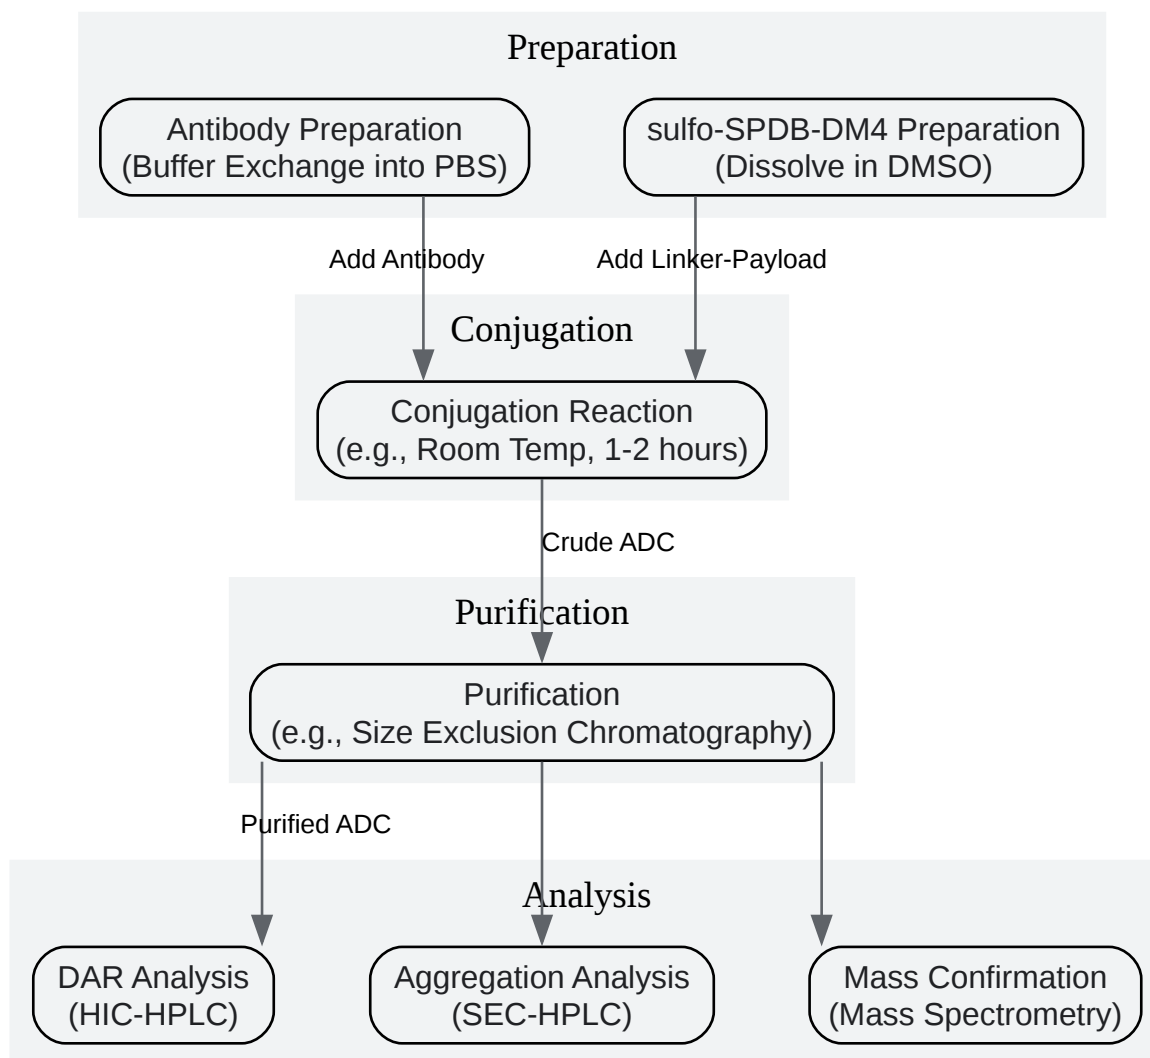 Preparation
Antibody Preparation
(Buffer Exchange into PBS)
sulfo-SPDB-DM4 Preparation
(Dissolve in DMSO)
Add Antibody
Add Linker-Payload
Conjugation
Conjugation Reaction
(e.g., Room Temp, 1-2 hours)
Crude ADC
Purification
Purification
(e.g., Size Exclusion Chromatography)
Purified ADC
Analysis
DAR Analysis
(HIC-HPLC)
Aggregation Analysis
(SEC-HPLC)
Mass Confirmation
(Mass Spectrometry)